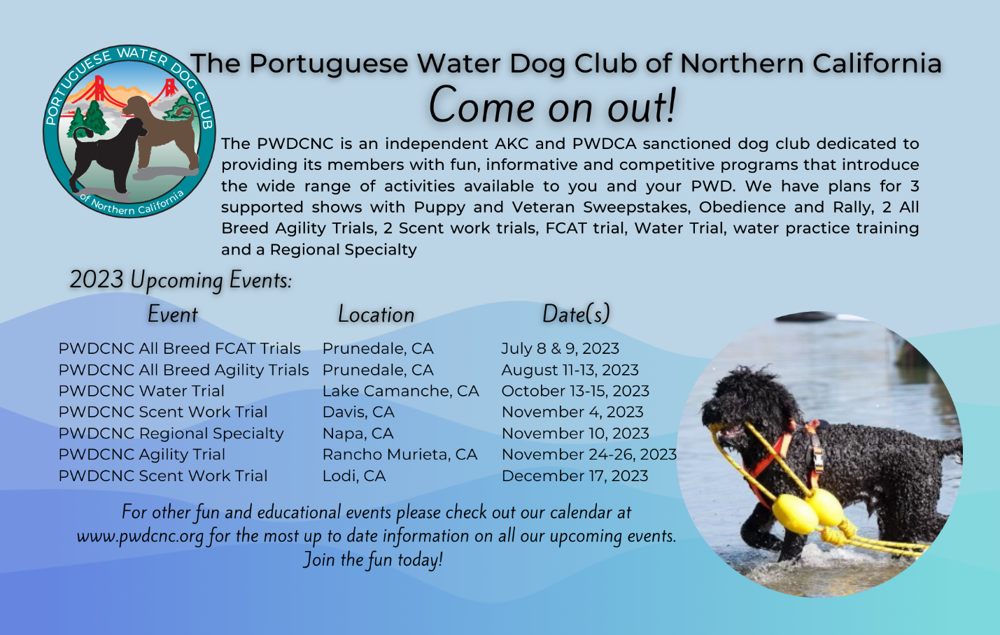 PORTUGUESE WATER DOG CLUB
of Northern California
The Portuguese Water Dog Club of Northern California
Come on out!
The PWDCNC is an independent AKC and PWDCA sanctioned dog club dedicated to
providing its members with fun, informative and competitive programs that introduce
the wide range of activities available to you and your PWD. We have plans for 3
supported shows with Puppy and Veteran Sweepstakes, Obedience and Rally, 2 All
Breed Agility Trials, 2 Scent work trials, FCAT trial, Water Trial, water practice training
and a Regional Specialty
2023 Upcoming Events:
Event Location Date(s)
PWDCNC All Breed FCAT Trials Prunedale, CA July 8 & 9, 2023
PWDCNC All Breed Agility Trials Prunedale, CA August 11-13, 2023
PWDCNC Water Trial Lake Camanche, CA October 13-15, 2023
PWDCNC Scent Work Trial Davis, CA November 4, 2023
PWDCNC Regional Specialty Napa, CA November 10, 2023
PWDCNC Agility Trial Rancho Murieta, CA November 24-26, 2023
PWDCNC Scent Work Trial Lodi, CA December 17, 2023
For other fun and educational events please check out our calendar at
www.pwdcnc.org for the most up to date information on all our upcoming events.
Join the fun today!